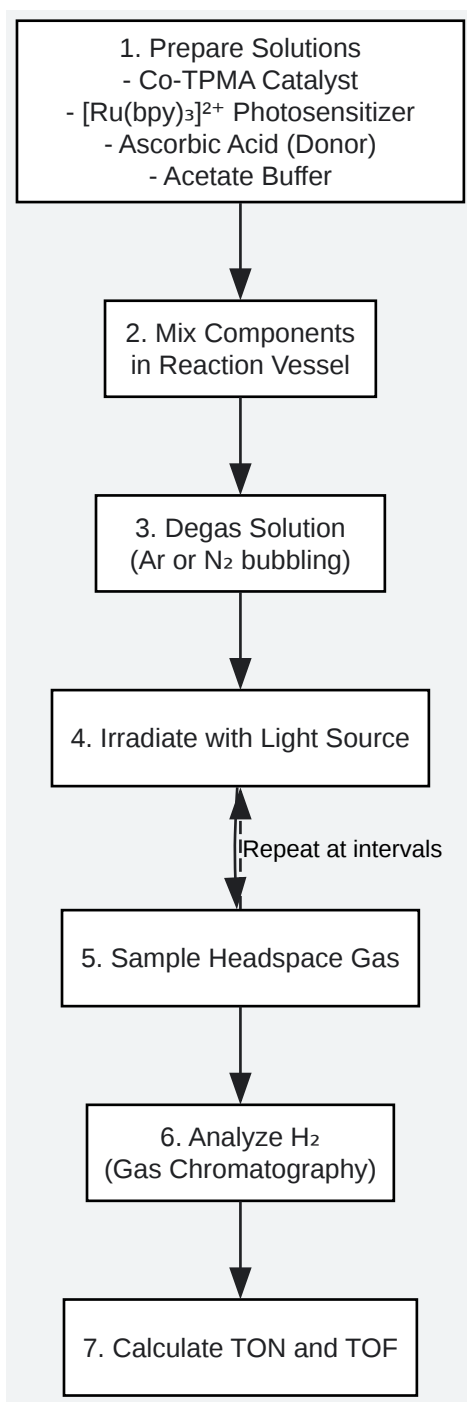 1. Prepare Solutions
- Co-TPMA Catalyst
- [Ru(bpy)₃]²⁺ Photosensitizer
- Ascorbic Acid (Donor)
- Acetate Buffer
2. Mix Components
in Reaction Vessel
3. Degas Solution
(Ar or N₂ bubbling)
4. Irradiate with Light Source
Repeat at intervals
5. Sample Headspace Gas
6. Analyze H₂
(Gas Chromatography)
7. Calculate TON and TOF